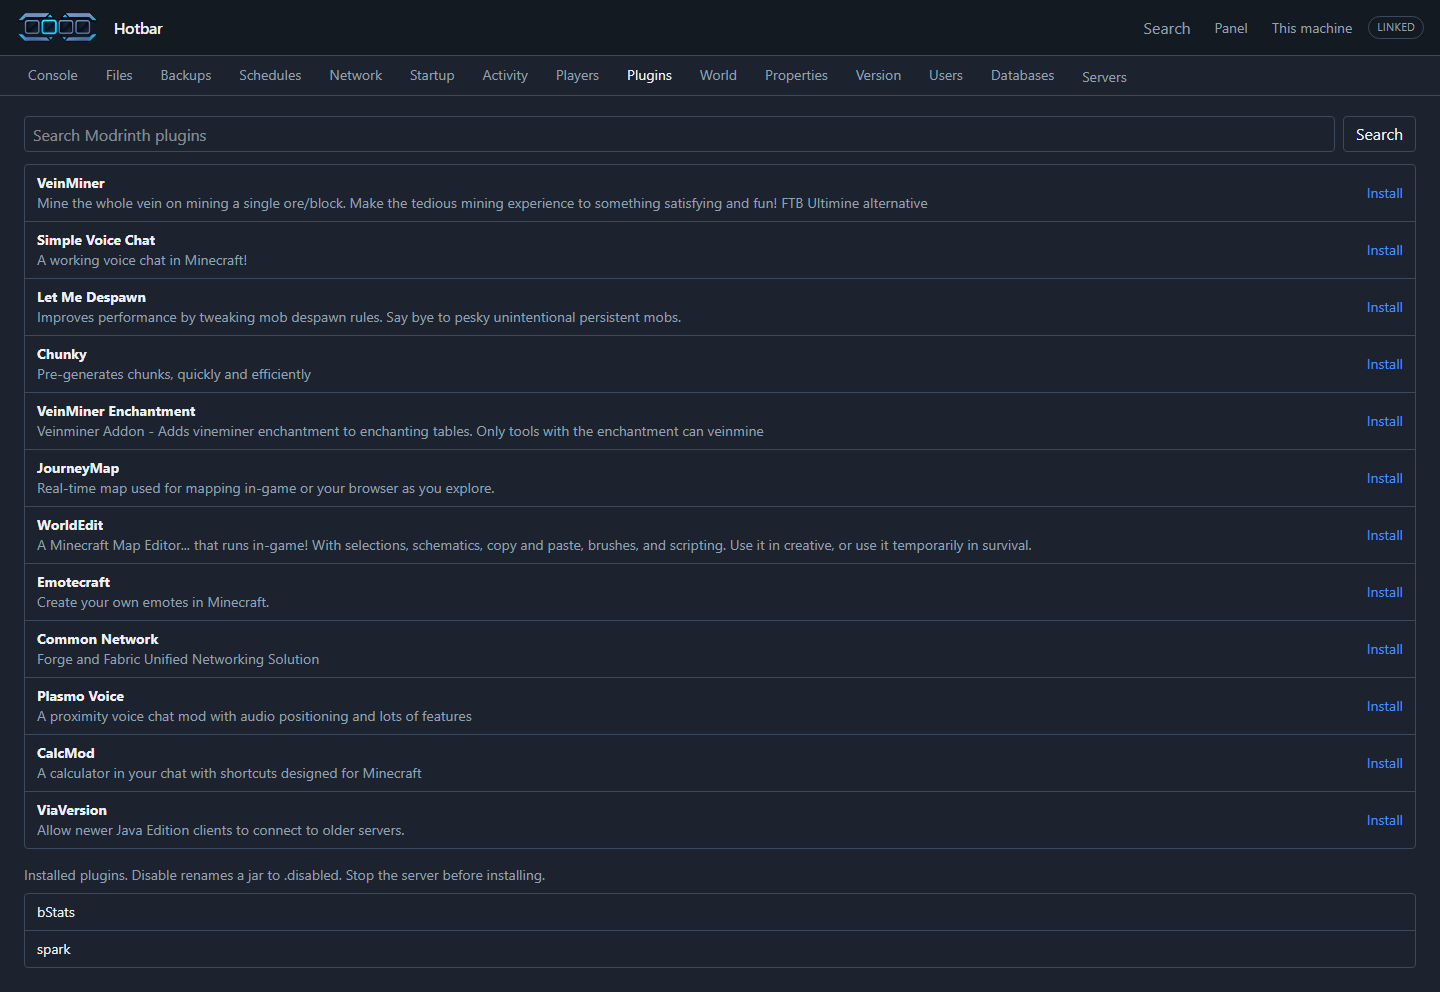 Hotbar
Search Panel This machine LINKED
Console Files Backups Schedules Network Startup Activity Players Plugins World Properties Version Users Databases Servers
Search Modrinth plugins Search
VeinMiner
Mine the whole vein on mining a single ore/block. Make the tedious mining experience to something satisfying and fun! FTB Ultimine alternative
Install
Simple Voice Chat
A working voice chat in Minecraft!
Install
Let Me Despawn
Improves performance by tweaking mob despawn rules. Say bye to pesky unintentional persistent mobs.
Install
Chunky
Pre-generates chunks, quickly and efficiently
Install
VeinMiner Enchantment
Veinminer Addon - Adds vineminer enchantment to enchanting tables. Only tools with the enchantment can veinmine
Install
JourneyMap
Real-time map used for mapping in-game or your browser as you explore.
Install
WorldEdit
A Minecraft Map Editor... that runs in-game! With selections, schematics, copy and paste, brushes, and scripting. Use it in creative, or use it temporarily in survival.
Install
Emotecraft
Create your own emotes in Minecraft.
Install
Common Network
Forge and Fabric Unified Networking Solution
Install
Plasmo Voice
A proximity voice chat mod with audio positioning and lots of features
Install
CalcMod
A calculator in your chat with shortcuts designed for Minecraft
Install
ViaVersion
Allow newer Java Edition clients to connect to older servers.
Install
Installed plugins. Disable renames a jar to .disabled. Stop the server before installing.
bStats
spark